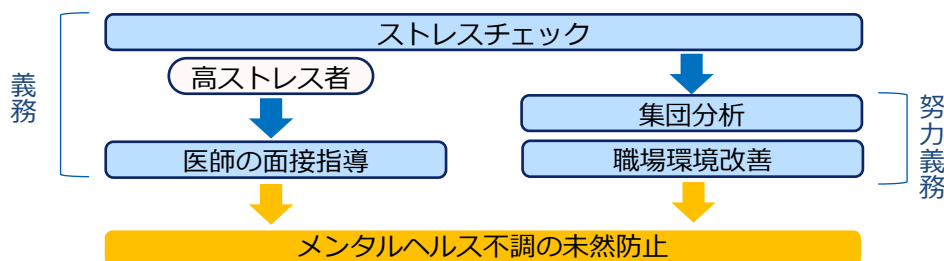 ストレスチェック
義務
高ストレス者
医師の面接指導
集団分析
職場環境改善
努力義務
メンタルヘルス不調の未然防止